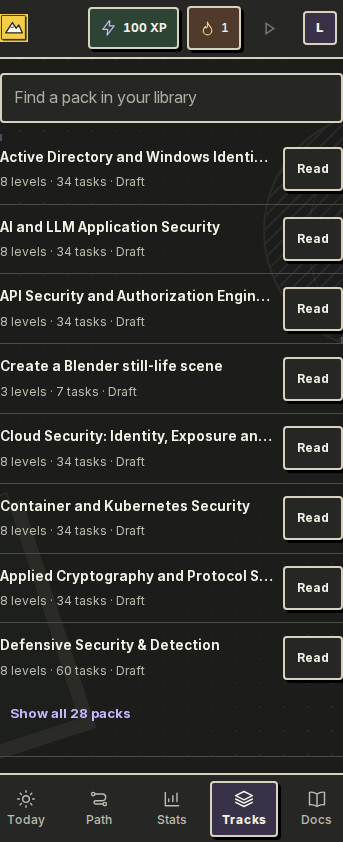 100 XP
1
L
Find a pack in your library
Active Directory and Windows Identi…
8 levels · 34 tasks · Draft
Read
AI and LLM Application Security
8 levels · 34 tasks · Draft
Read
API Security and Authorization Engin…
8 levels · 34 tasks · Draft
Read
Create a Blender still-life scene
3 levels · 7 tasks · Draft
Read
Cloud Security: Identity, Exposure an…
8 levels · 34 tasks · Draft
Read
Container and Kubernetes Security
8 levels · 34 tasks · Draft
Read
Applied Cryptography and Protocol S…
8 levels · 34 tasks · Draft
Read
Defensive Security & Detection
8 levels · 60 tasks · Draft
Read
Show all 28 packs
Today
Path
Stats
Tracks
Docs